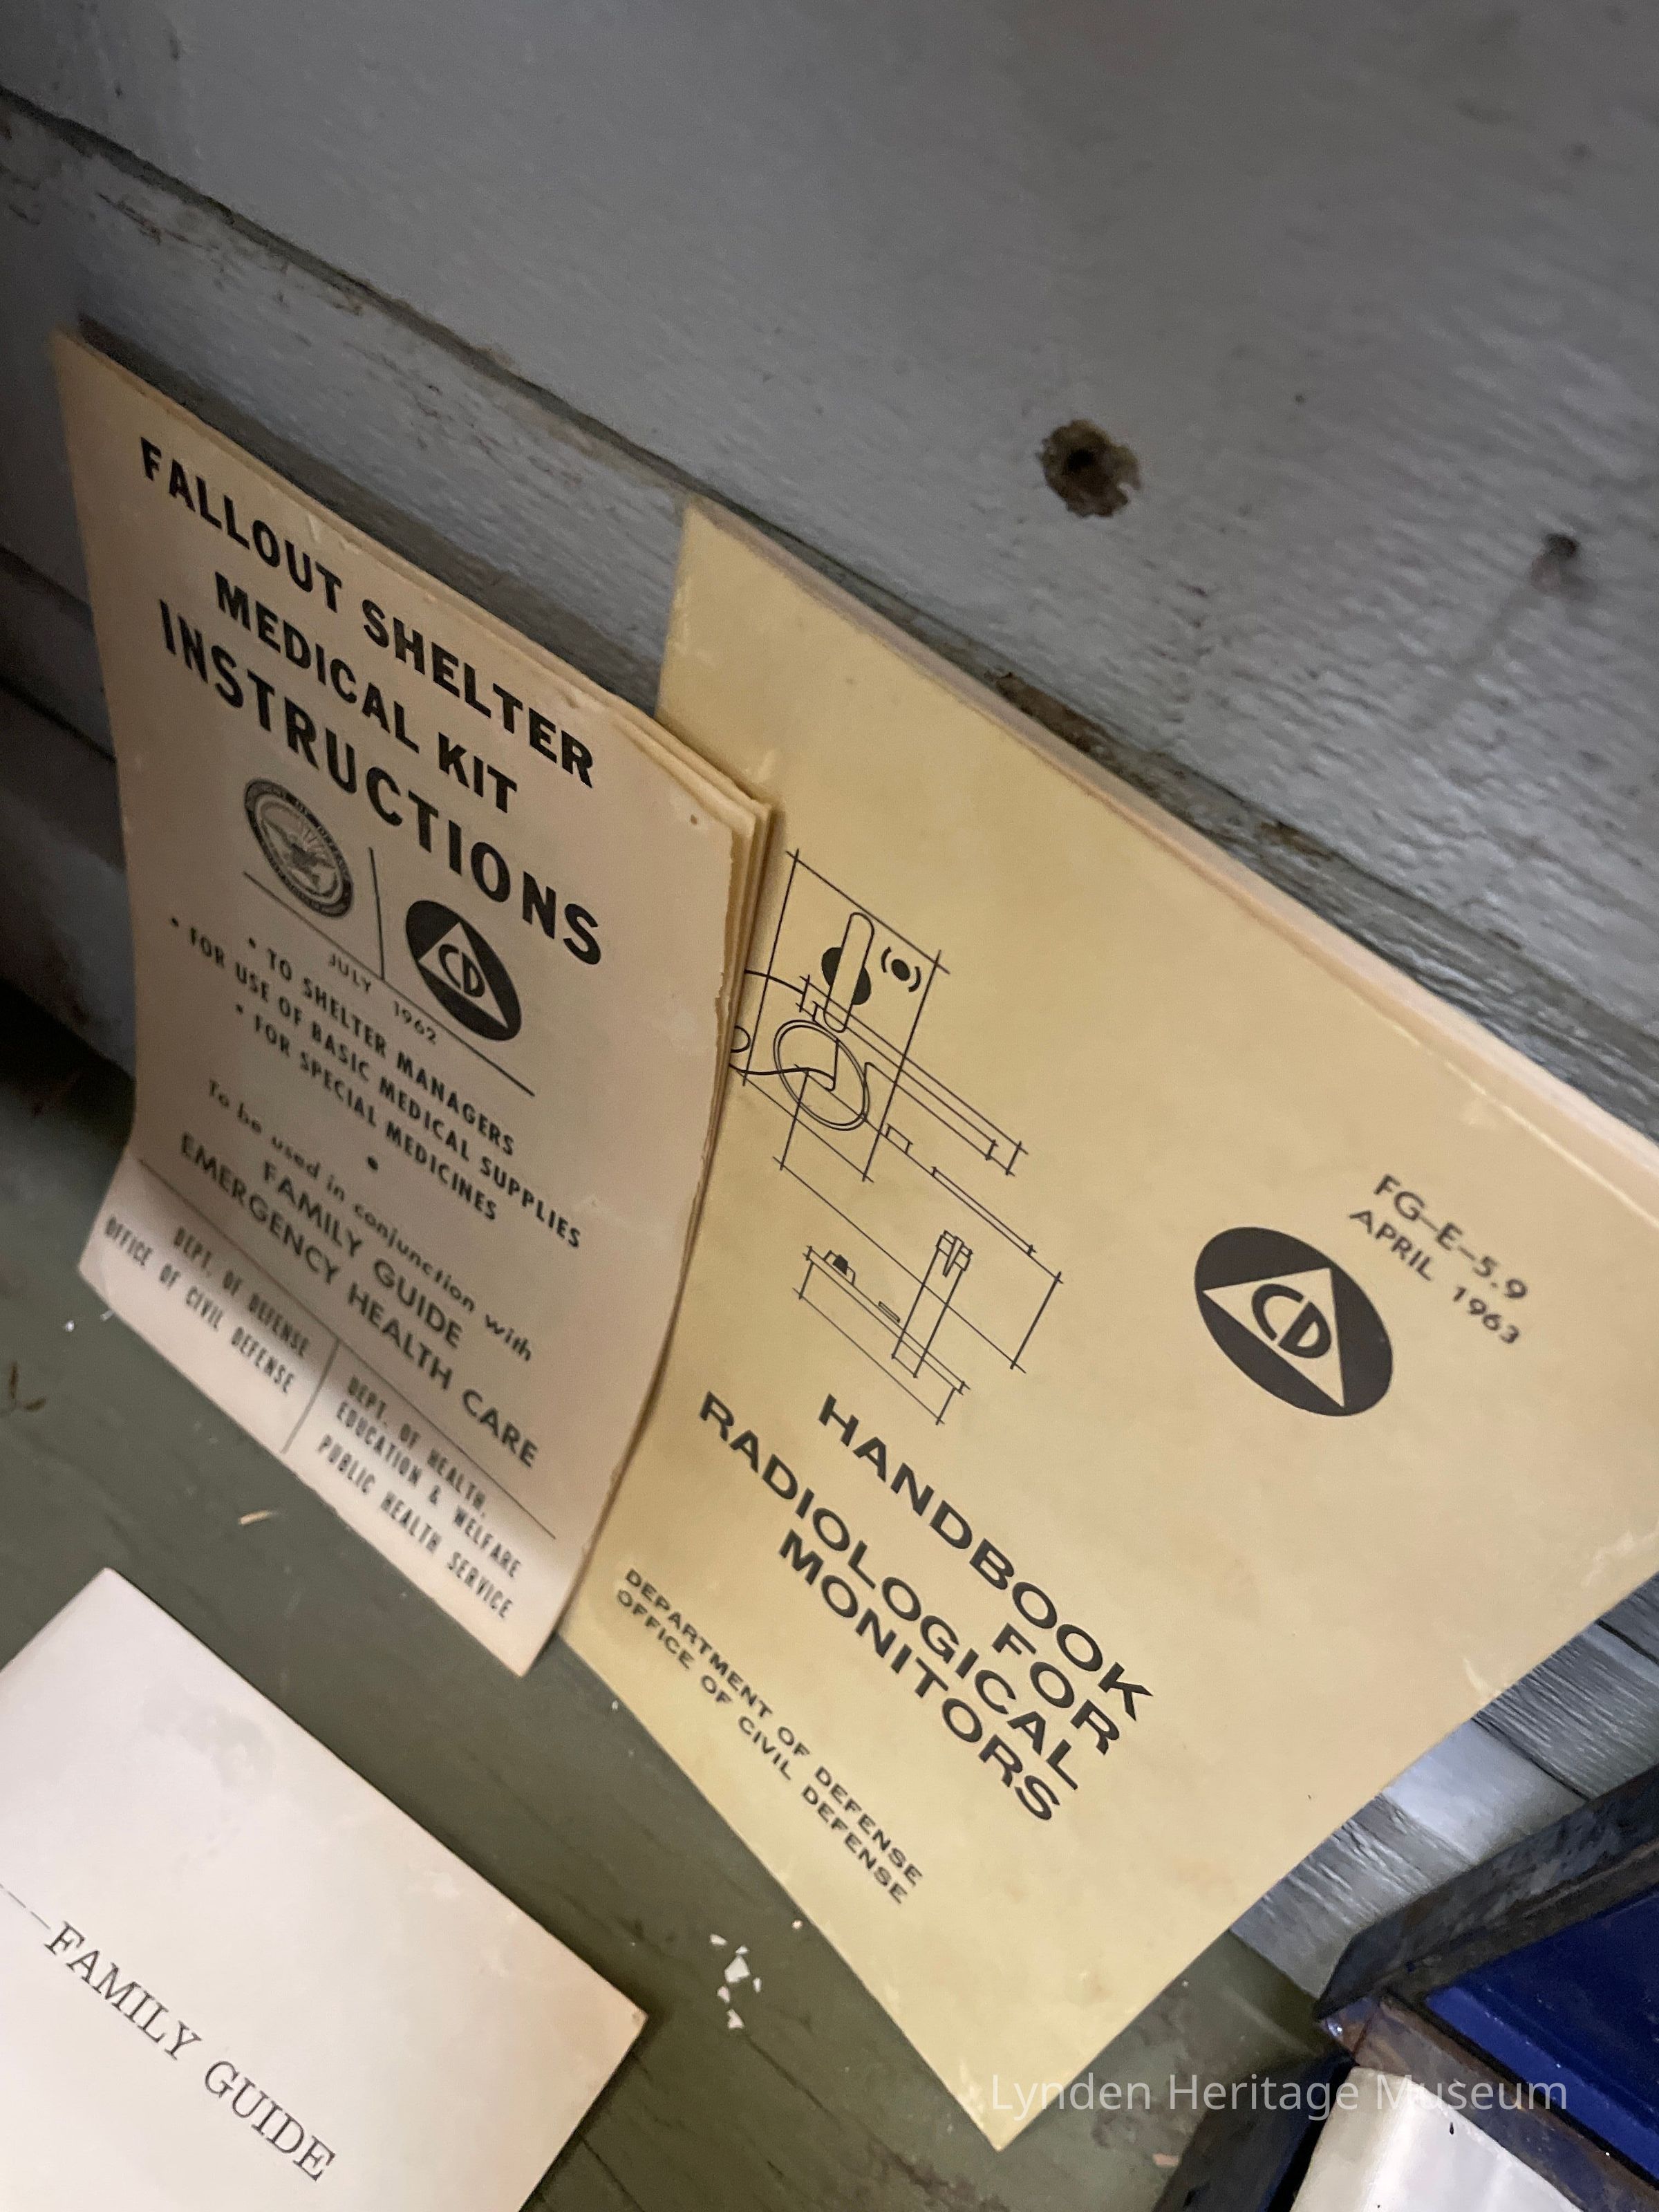 FALLOUT SHELTER
MEDICAL KIT
INSTRUCTIONS
CD
JULY 1962
• TO SHELTER MANAGERS
• FOR USE OF BASIC MEDICAL SUPPLIES
• FOR SPECIAL MEDICINES
•
To be used in conjunction with
FAMILY GUIDE
EMERGENCY HEALTH CARE
DEPT. OF DEFENSE
OFFICE OF CIVIL DEFENSE
DEPT. OF HEALTH,
EDUCATION & WELFARE
PUBLIC HEALTH SERVICE
FG-E-5.9
APRIL 1963
CD
HANDBOOK
FOR
RADIOLOGICAL
MONITORS
DEPARTMENT OF DEFENSE
OFFICE OF CIVIL DEFENSE
FAMILY GUIDE
Lynden Heritage Museum